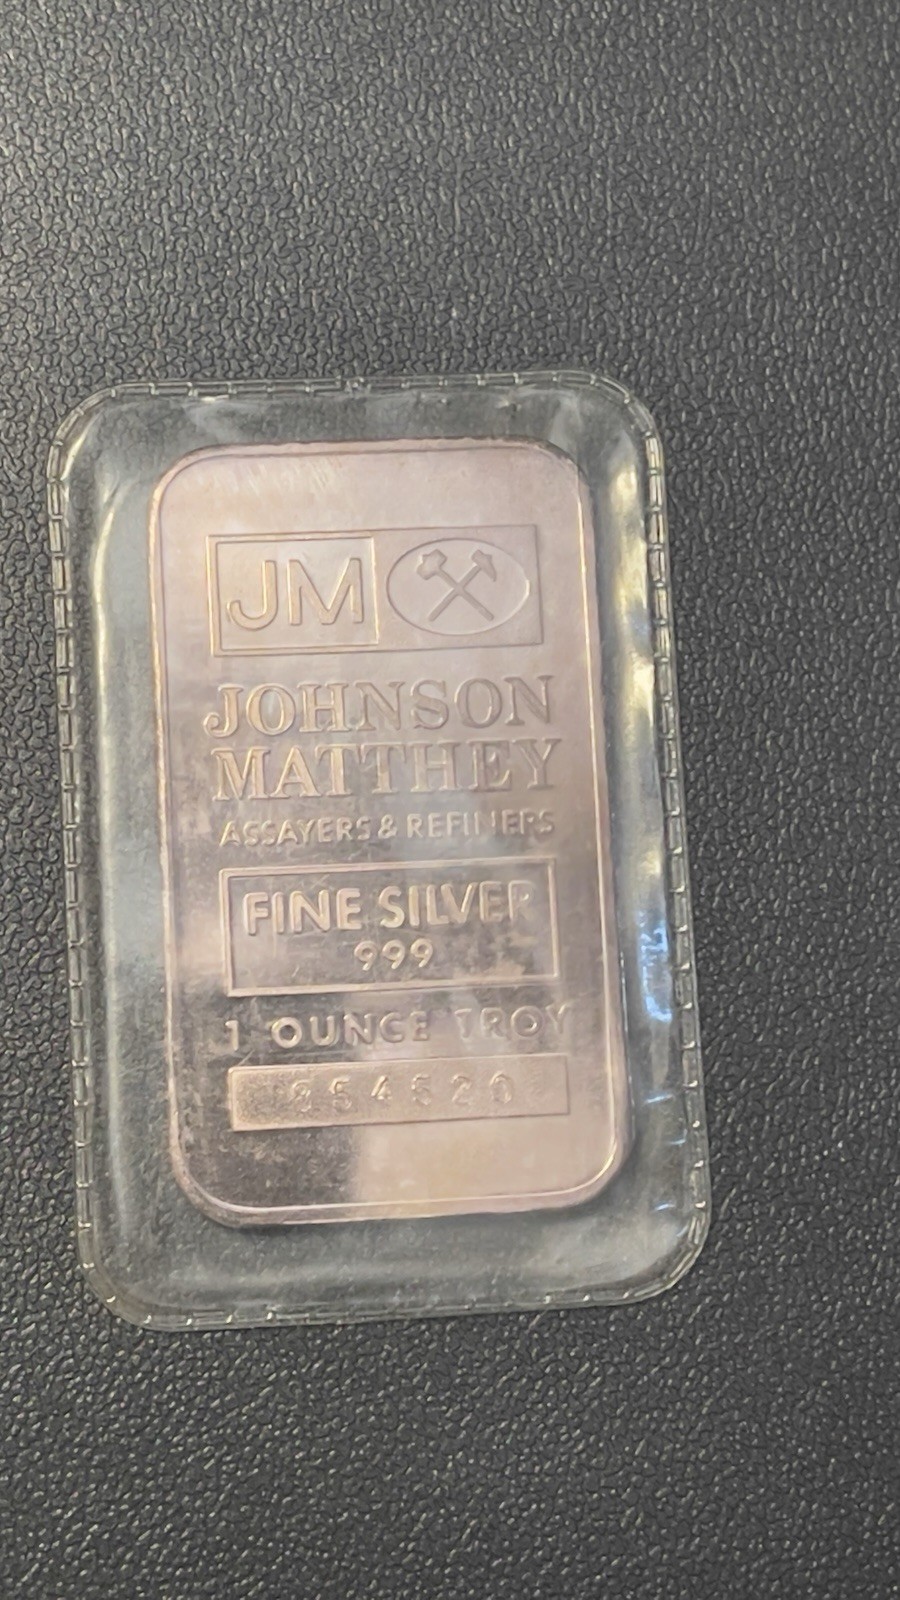 JM
JOHNSON
MATTHEY
ASSAYERS & REFINERS
FINE SILVER
999
1 OUNCE TROY